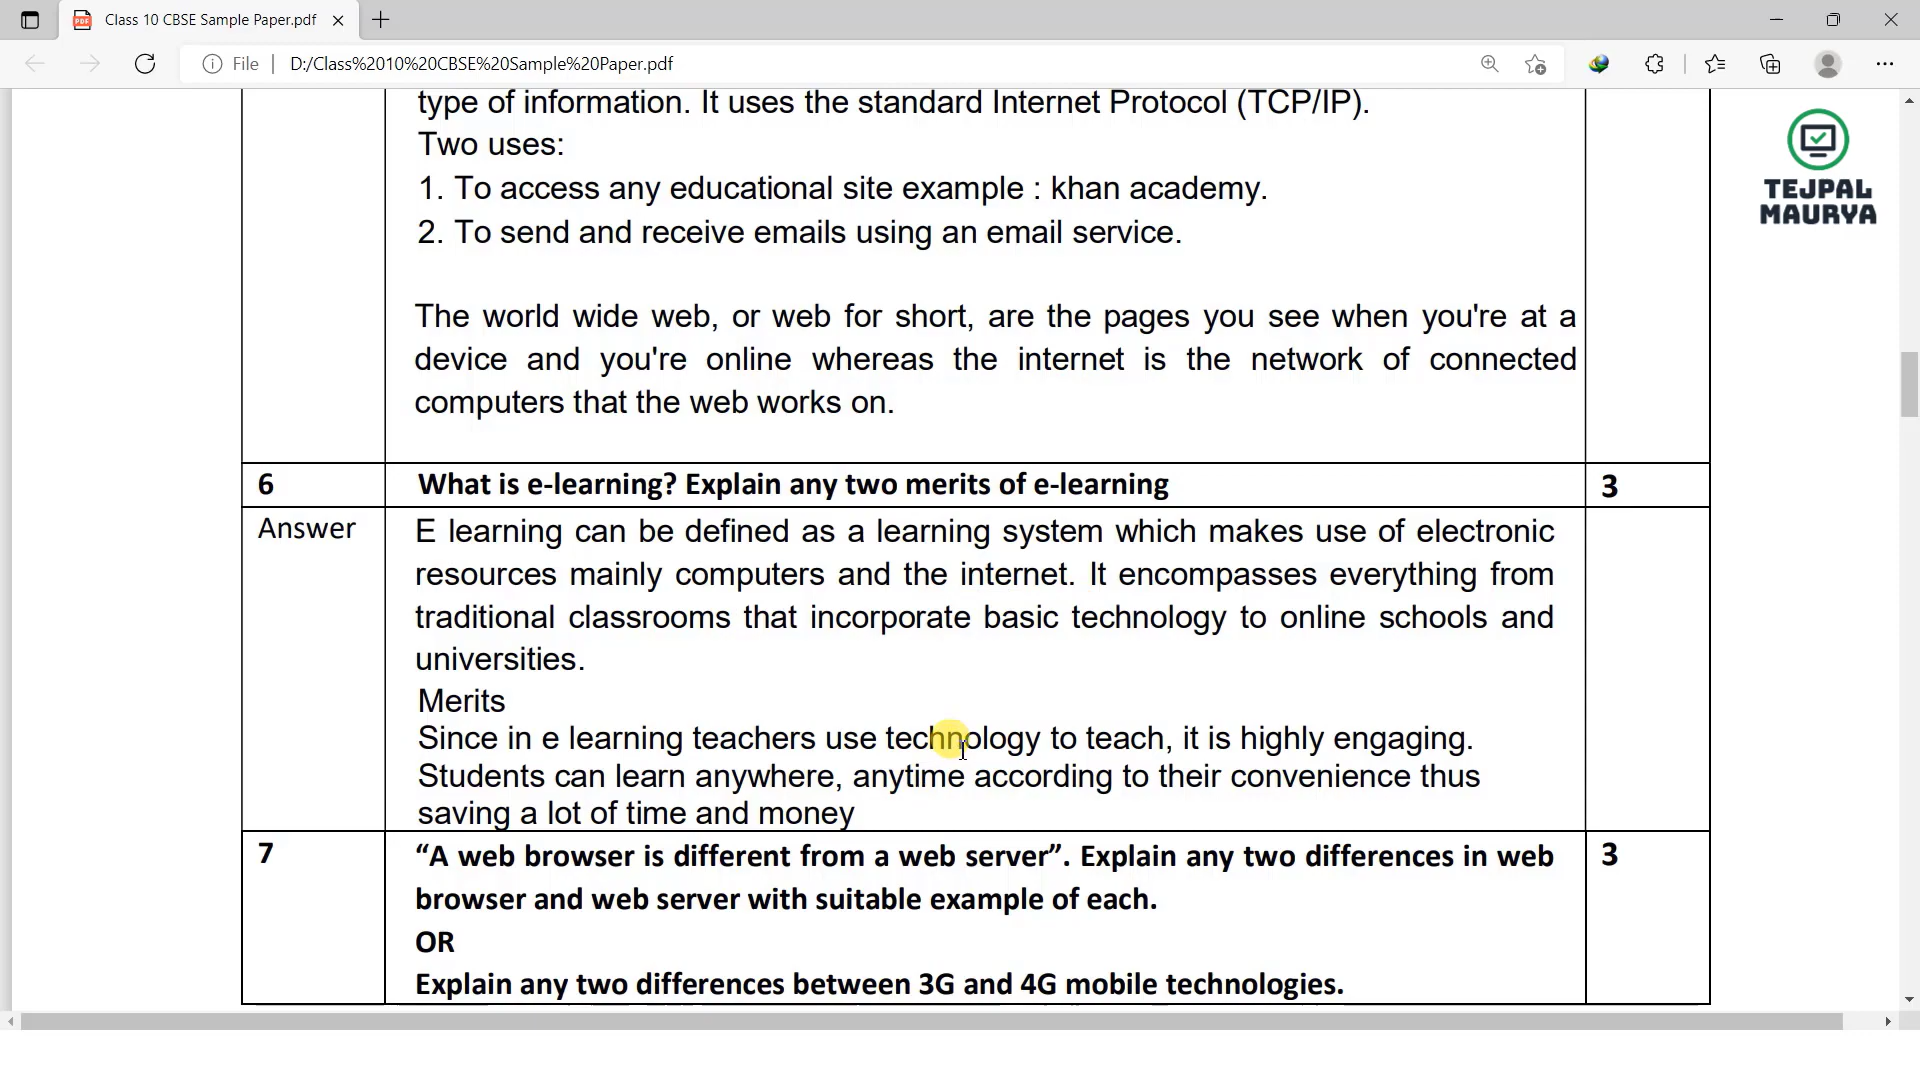 Class 10 CBSE Sample Paper.pdf
File
D:/Class%2010%20CBSE%20Sample%20Paper.pdf
type of information. It uses the standard Internet Protocol (TCP/IP).
Two uses:
1. To access any educational site example : khan academy.
2. To send and receive emails using an email service.
The world wide web, or web for short, are the pages you see when you're at a
device and you're online whereas the internet is the network of connected
computers that the web works on.
TEJPAL
MAURYA
6 What is e-learning? Explain any two merits of e-learning 3
Answer E learning can be defined as a learning system which makes use of electronic
resources mainly computers and the internet. It encompasses everything from
traditional classrooms that incorporate basic technology to online schools and
universities.
Merits
Since in e learning teachers use technology to teach, it is highly engaging.
Students can learn anywhere, anytime according to their convenience thus
saving a lot of time and money
7 “A web browser is different from a web server”. Explain any two differences in web 3
browser and web server with suitable example of each.
OR
Explain any two differences between 3G and 4G mobile technologies.